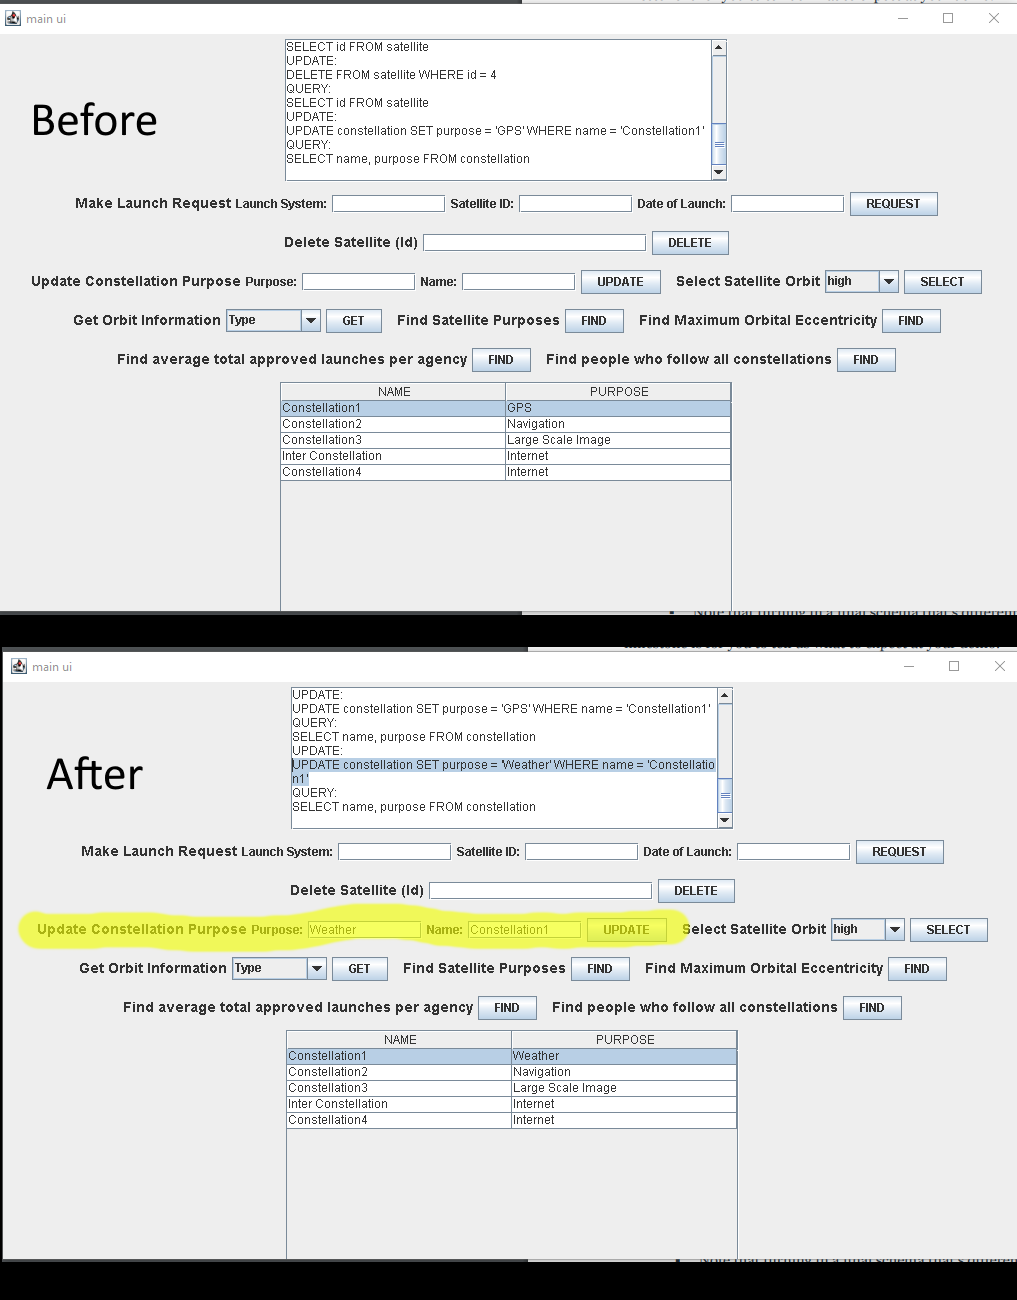 main ui
SELECT id FROM satellite
UPDATE:
DELETE FROM satellite WHERE id = 4
QUERY:
SELECT id FROM satellite
UPDATE:
UPDATE constellation SET purpose = 'GPS' WHERE name = 'Constellation1'
QUERY:
SELECT name, purpose FROM constellation
Before
Make Launch Request Launch System: Satellite ID: Date of Launch: REQUEST
Delete Satellite (Id) DELETE
Update Constellation Purpose Purpose: Name: UPDATE Select Satellite Orbit high SELECT
Get Orbit Information Type GET Find Satellite Purposes FIND Find Maximum Orbital Eccentricity FIND
Find average total approved launches per agency FIND Find people who follow all constellations FIND
NAME PURPOSE
Constellation1 GPS
Constellation2 Navigation
Constellation3 Large Scale Image
Inter Constellation Internet
Constellation4 Internet
main ui
UPDATE:
UPDATE constellation SET purpose = 'GPS' WHERE name = 'Constellation1'
QUERY:
SELECT name, purpose FROM constellation
UPDATE:
UPDATE constellation SET purpose = 'Weather' WHERE name = 'Constellatio
n1'
QUERY:
SELECT name, purpose FROM constellation
After
Make Launch Request Launch System: Satellite ID: Date of Launch: REQUEST
Delete Satellite (Id) DELETE
Update Constellation Purpose Purpose: Weather Name: Constellation1 UPDATE Select Satellite Orbit high SELECT
Get Orbit Information Type GET Find Satellite Purposes FIND Find Maximum Orbital Eccentricity FIND
Find average total approved launches per agency FIND Find people who follow all constellations FIND
NAME PURPOSE
Constellation1 Weather
Constellation2 Navigation
Constellation3 Large Scale Image
Inter Constellation Internet
Constellation4 Internet